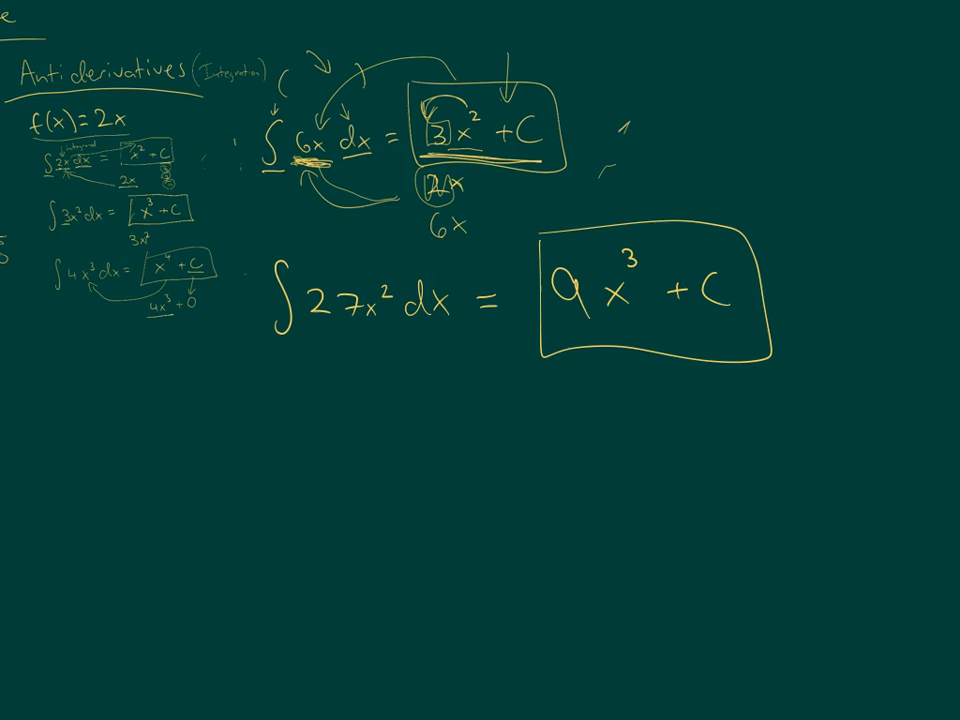 e
Antiderivatives (Integration)
f(x) = 2x
integrand
∫ 2x dx = x² + C
2x
∫ 3x² dx = x³ + C
3x²
∫ 4x³ dx = x⁴ + C
4x³ + 0
∫ 6x dx = 3x² + C
6x
∫ 27x² dx = 9x³ + C